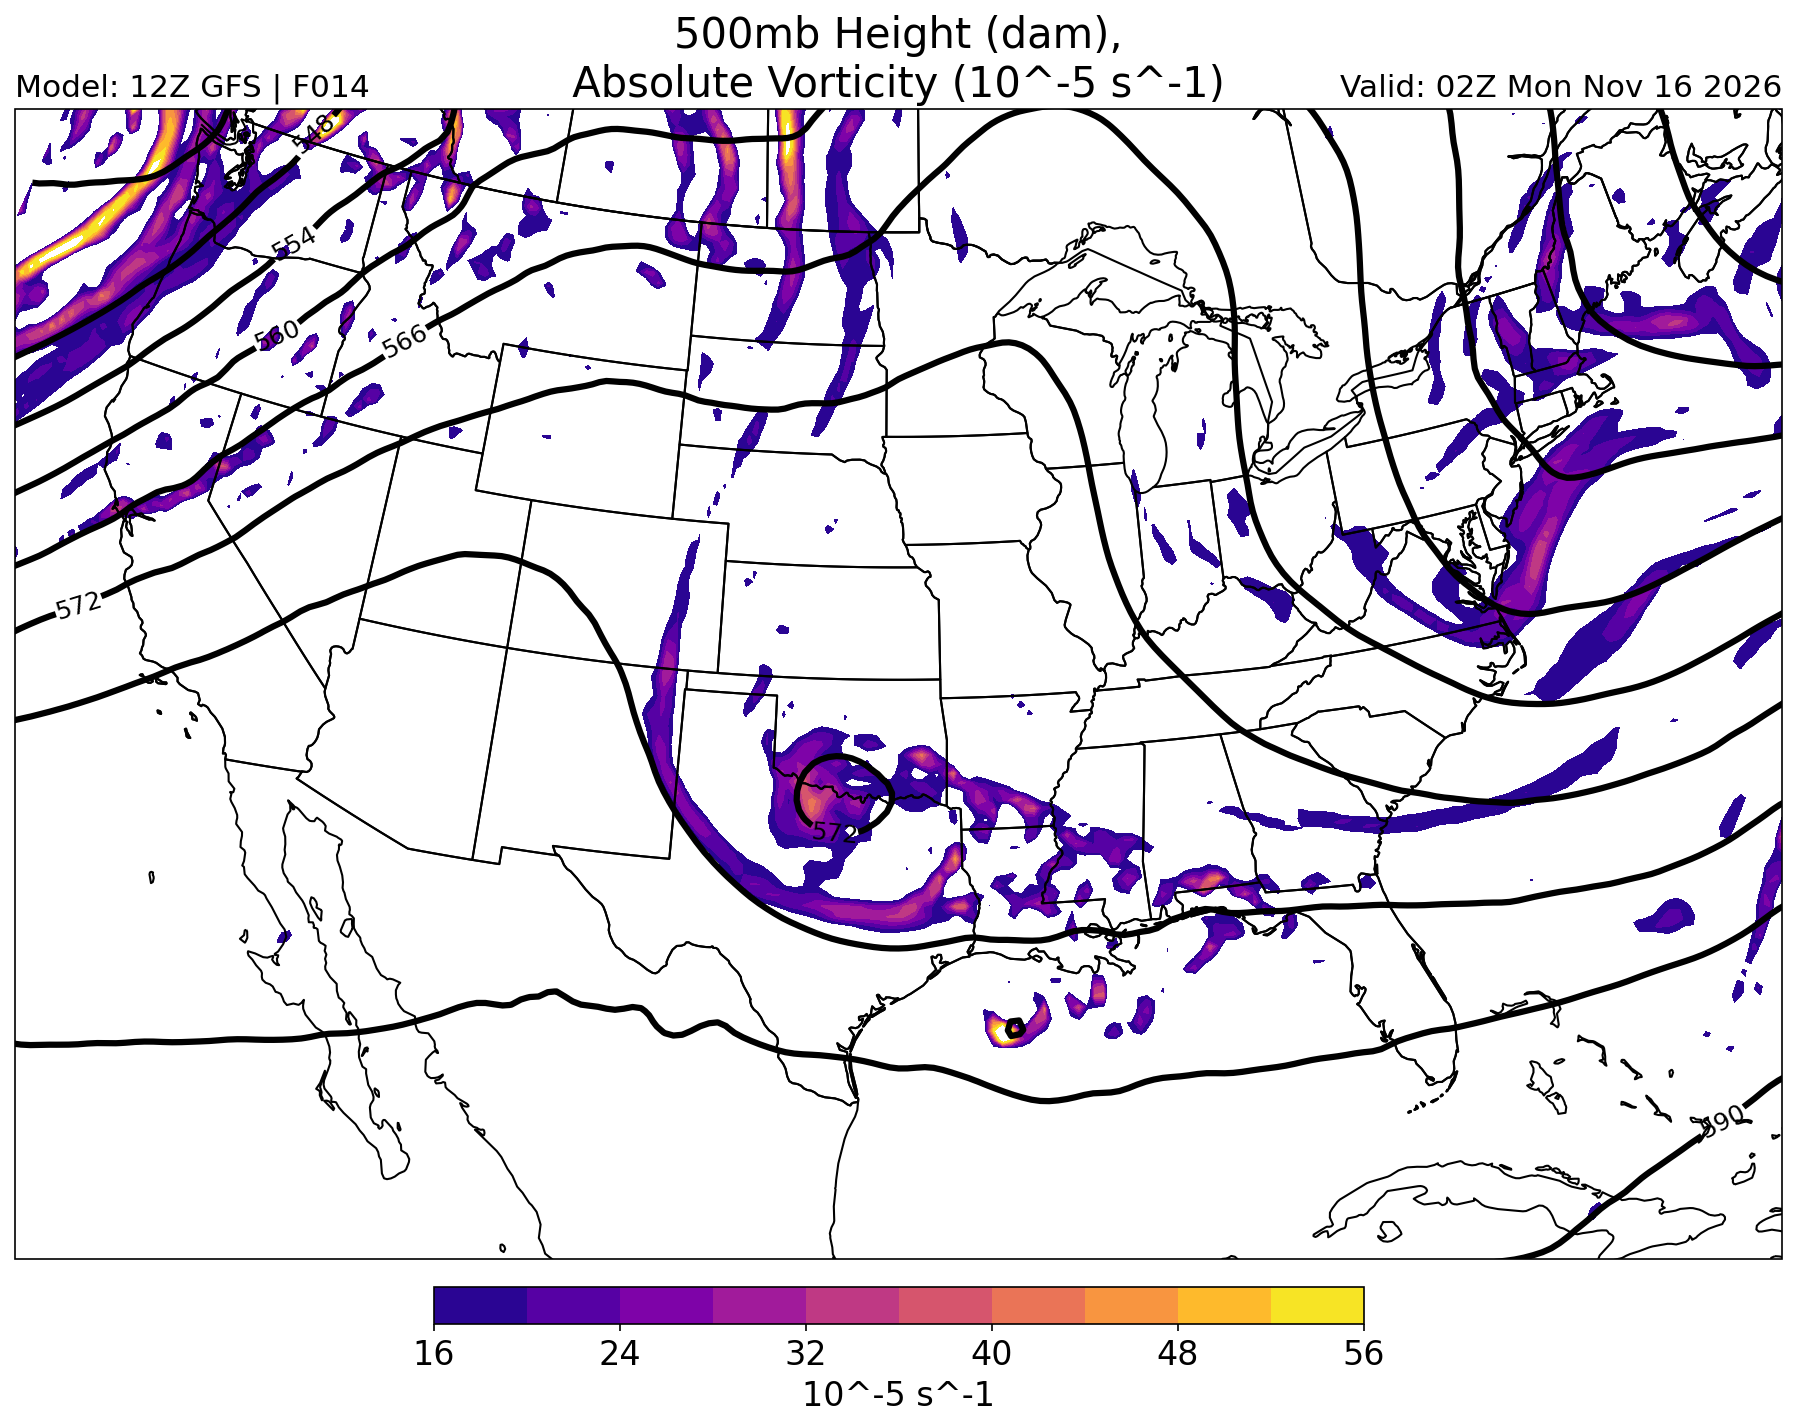 500mb Height (dam),
Absolute Vorticity (10^-5 s^-1)
Model: 12Z GFS | F014
Valid: 02Z Mon Nov 16 2026
548
554
560
566
572
572
590
16 24 32 40 48 56
10^-5 s^-1